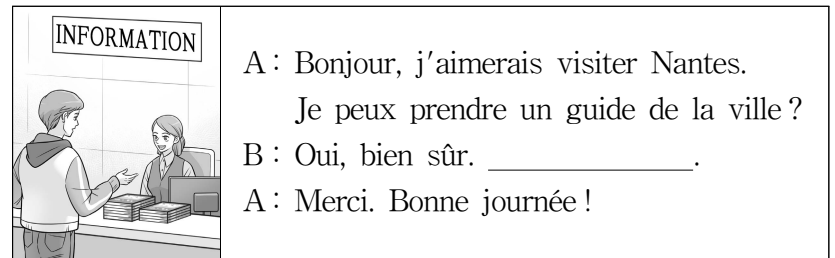 INFORMATION
A : Bonjour, j'aimerais visiter Nantes.
Je peux prendre un guide de la ville ?
B : Oui, bien sûr. ____________.
A : Merci. Bonne journée !